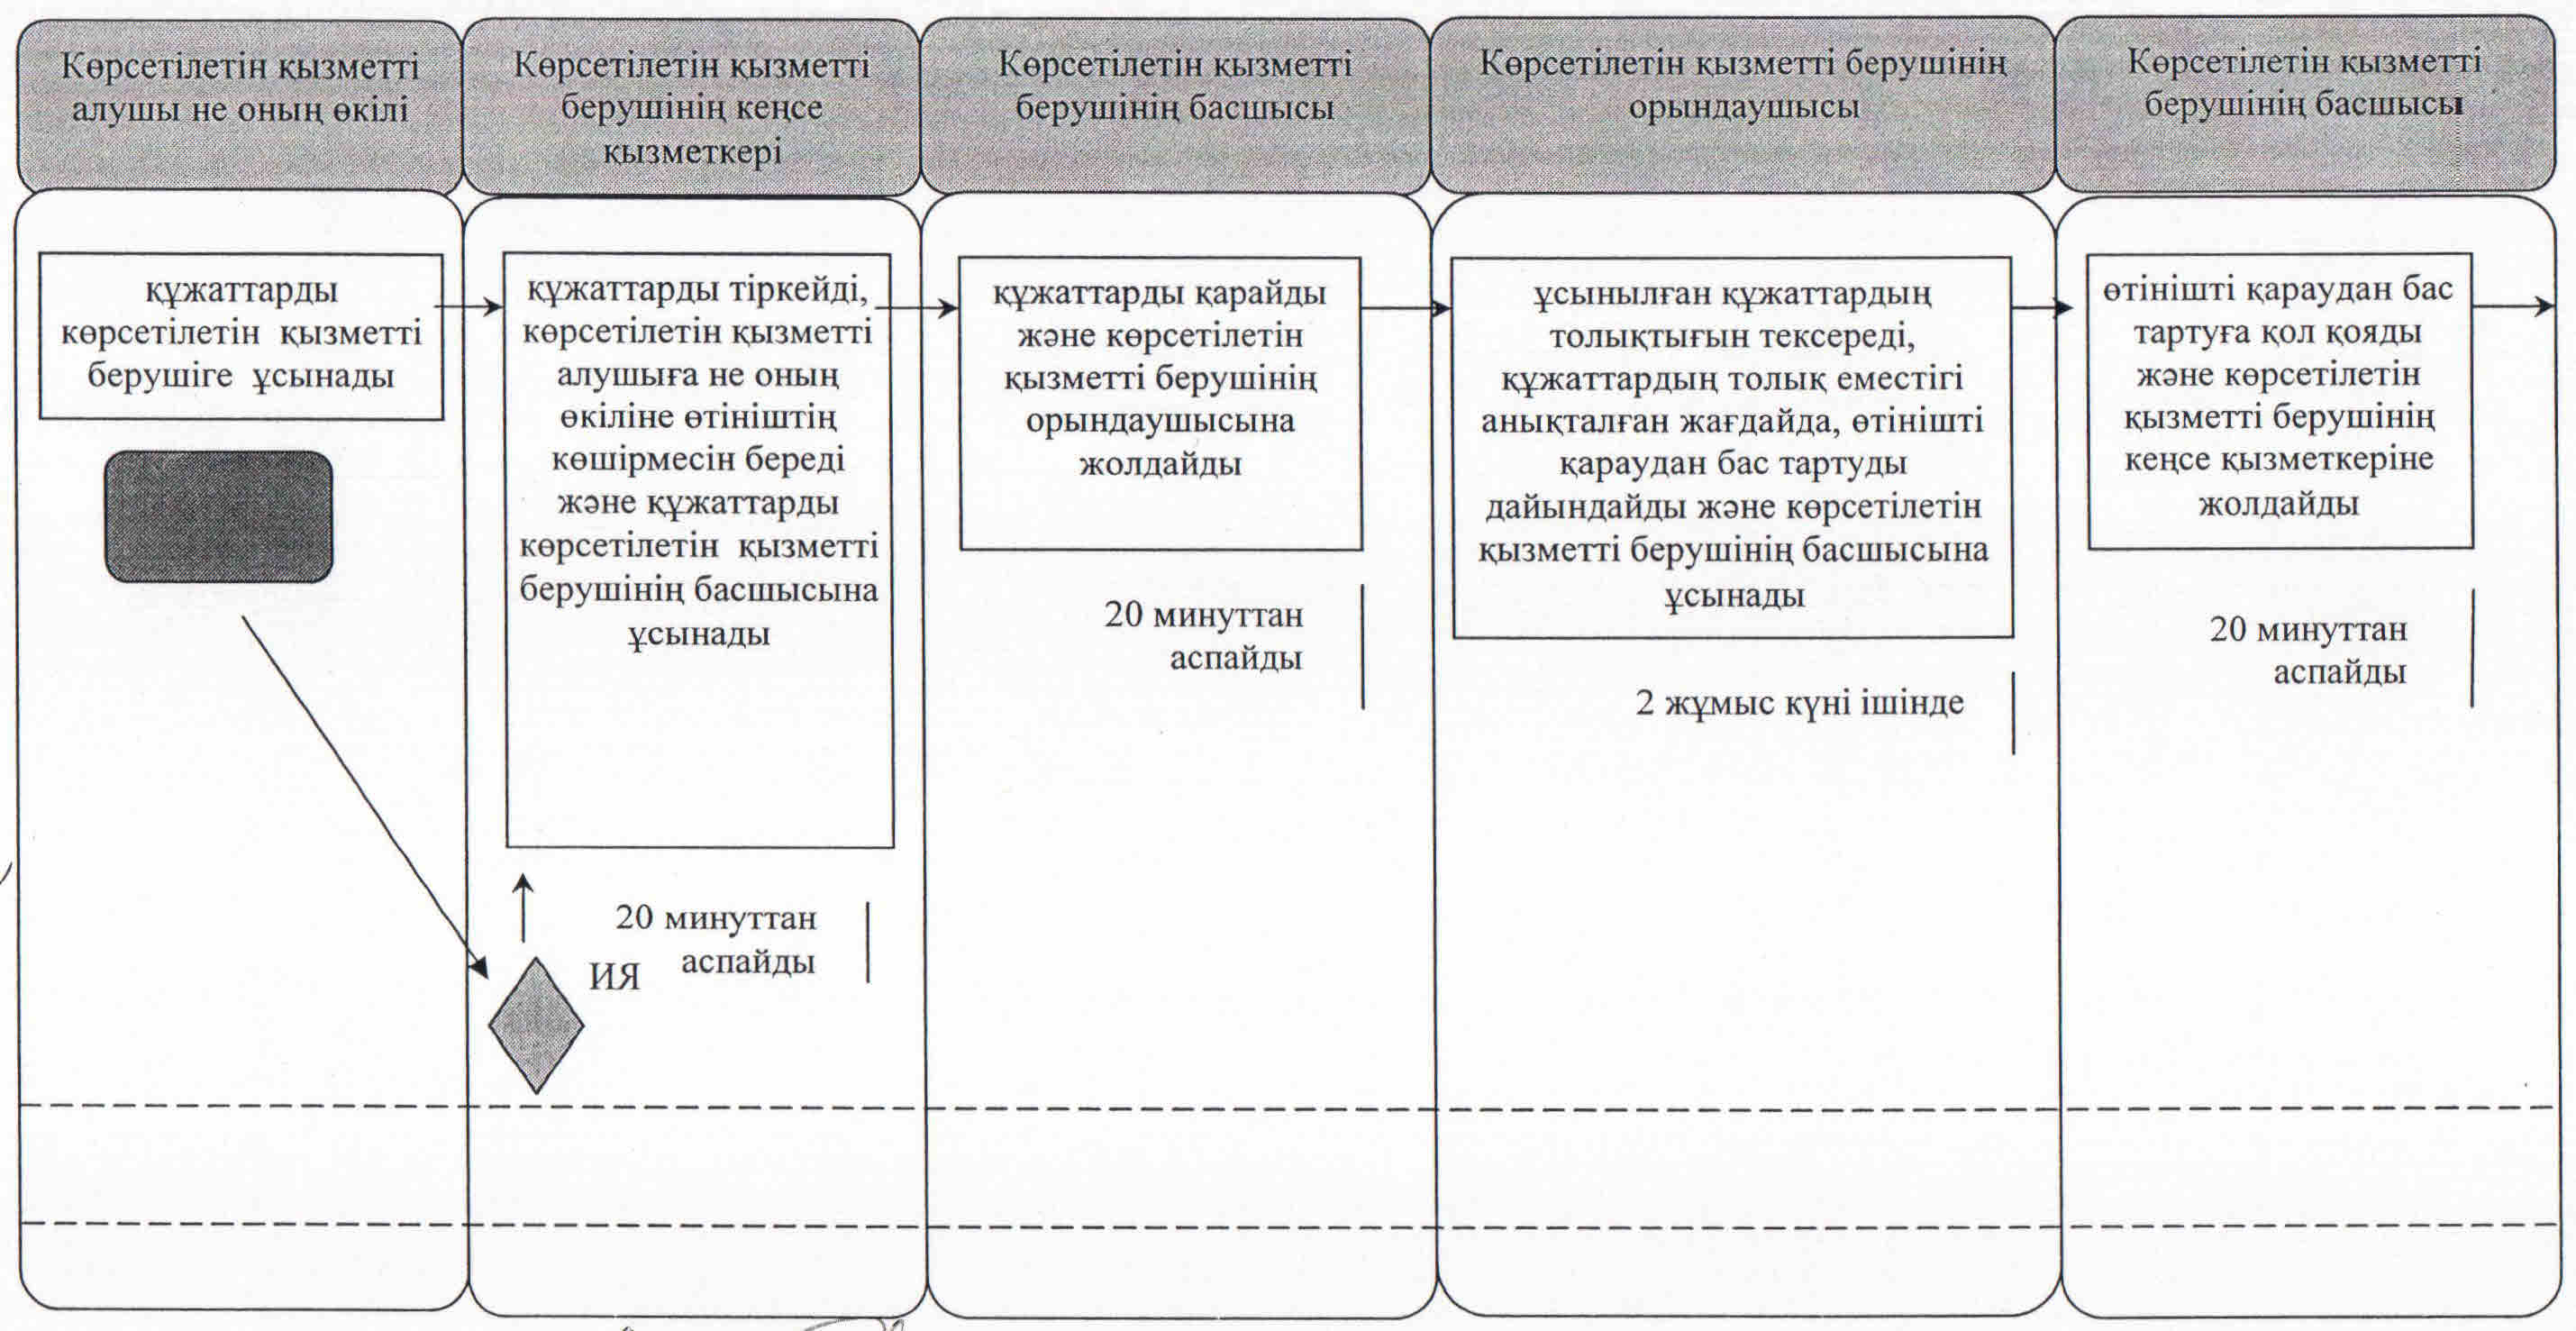 Көрсетілетін қызметті
алушы не оның өкілі
Көрсетілетін қызметті
берушінің кеңсе
қызметкері
Көрсетілетін қызметті
берушінің басшысы
Көрсетілетін қызметті берушінің
орындаушысы
Көрсетілетін қызметті
берушінің басшысы
құжаттарды
көрсетілетін қызметті
берушіге ұсынады
құжаттарды тіркейді,
көрсетілетін қызметті
алушыға не оның
өкіліне өтініштің
көшірмесін береді
және құжаттарды
көрсетілетін қызметті
берушінің басшысына
ұсынады
20 минуттан
аспайды
ИЯ
құжаттарды қарайды
және көрсетілетін
қызметті берушінің
орындаушысына
жолдайды
20 минуттан
аспайды
ұсынылған құжаттардың
толықтығын тексереді,
құжаттардың толық еместігі
анықталған жағдайда, өтінішті
қараудан бас тартуды
дайындайды және көрсетілетін
қызметті берушінің басшысына
ұсынады
2 жұмыс күні ішінде
өтінішті қараудан бас
тартуға қол қояды
және көрсетілетін
қызметті берушінің
кеңсе қызметкеріне
жолдайды
20 минуттан
аспайды